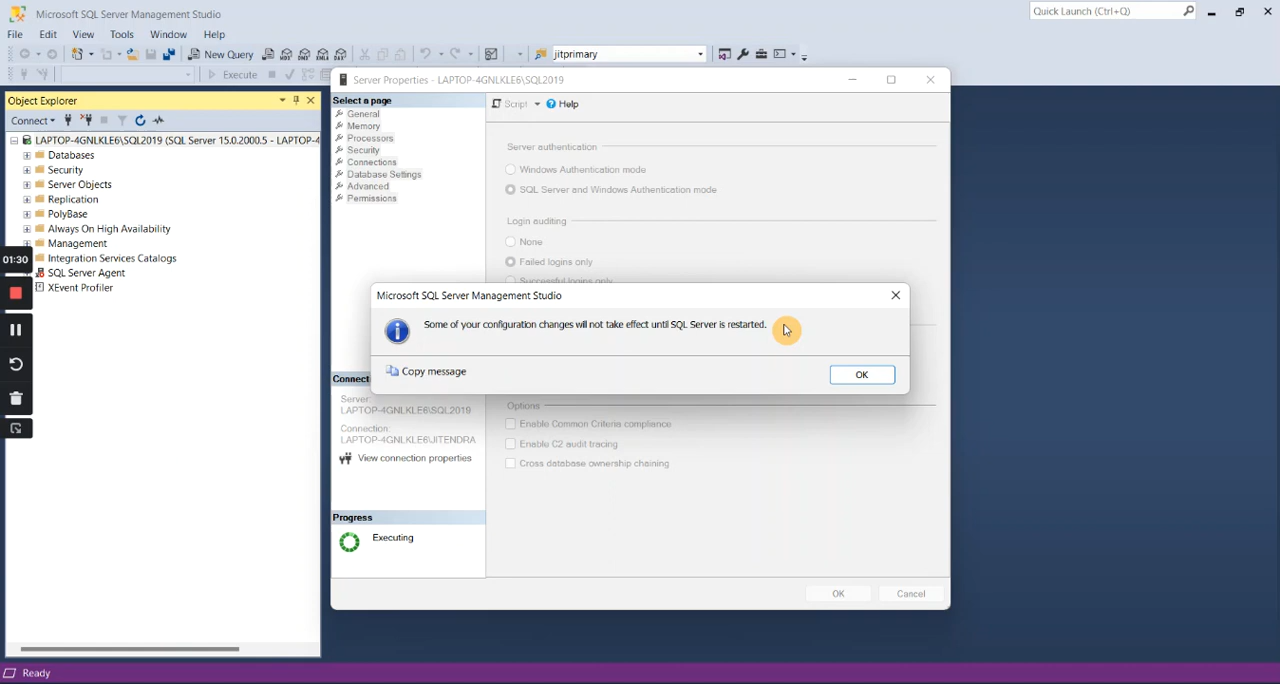 Microsoft SQL Server Management Studio
Quick Launch (Ctrl+Q)
File Edit View Tools Window Help
New Query
jitprimary
Execute
Object Explorer
Connect
LAPTOP-4GNLKLE6\SQL2019 (SQL Server 15.0.2000.5 - LAPTOP-4
Databases
Security
Server Objects
Replication
PolyBase
Always On High Availability
Management
Integration Services Catalogs
SQL Server Agent
XEvent Profiler
01:30
Server Properties - LAPTOP-4GNLKLE6\SQL2019
Select a page
General
Memory
Processors
Security
Connections
Database Settings
Advanced
Permissions
Script Help
Server authentication
Windows Authentication mode
SQL Server and Windows Authentication mode
Login auditing
None
Failed logins only
Successful logins only
Microsoft SQL Server Management Studio
Some of your configuration changes will not take effect until SQL Server is restarted.
Copy message
OK
Connect
Server:
LAPTOP-4GNLKLE6\SQL2019
Connection:
LAPTOP-4GNLKLE6\JITENDRA
View connection properties
Progress
Executing
Options
Enable Common Criteria compliance
Enable C2 audit tracing
Cross database ownership chaining
OK Cancel
Ready